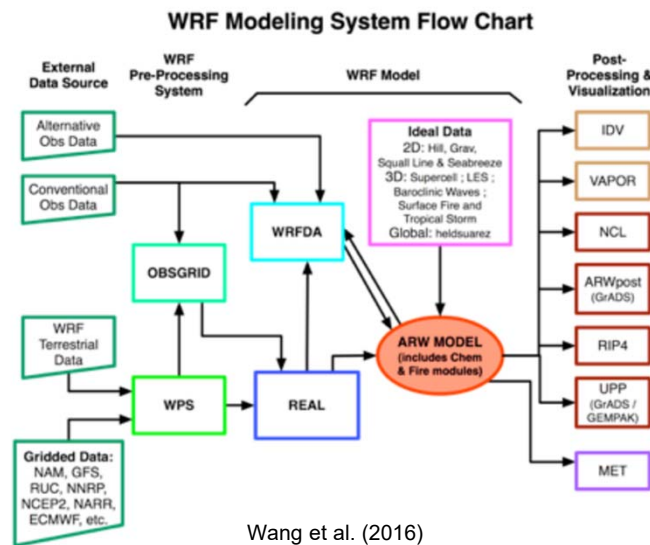 WRF Modeling System Flow Chart
External
Data Source
WRF
Pre-Processing
System
WRF Model
Post-
Processing &
Visualization
Alternative
Obs Data
Conventional
Obs Data
WRF
Terrestrial
Data
Gridded Data:
NAM, GFS,
RUC, NNRP,
NCEP2, NARR,
ECMWF, etc.
OBSGRID
WPS
WRFDA
REAL
Ideal Data
2D: Hill, Grav,
Squall Line & Seabreeze
3D: Supercell ; LES ;
Baroclinic Waves ;
Surface Fire and
Tropical Storm
Global: heldsuarez
ARW MODEL
(includes Chem
& Fire modules)
IDV
VAPOR
NCL
ARWpost
(GrADS)
RIP4
UPP
(GrADS /
GEMPAK)
MET
Wang et al. (2016)